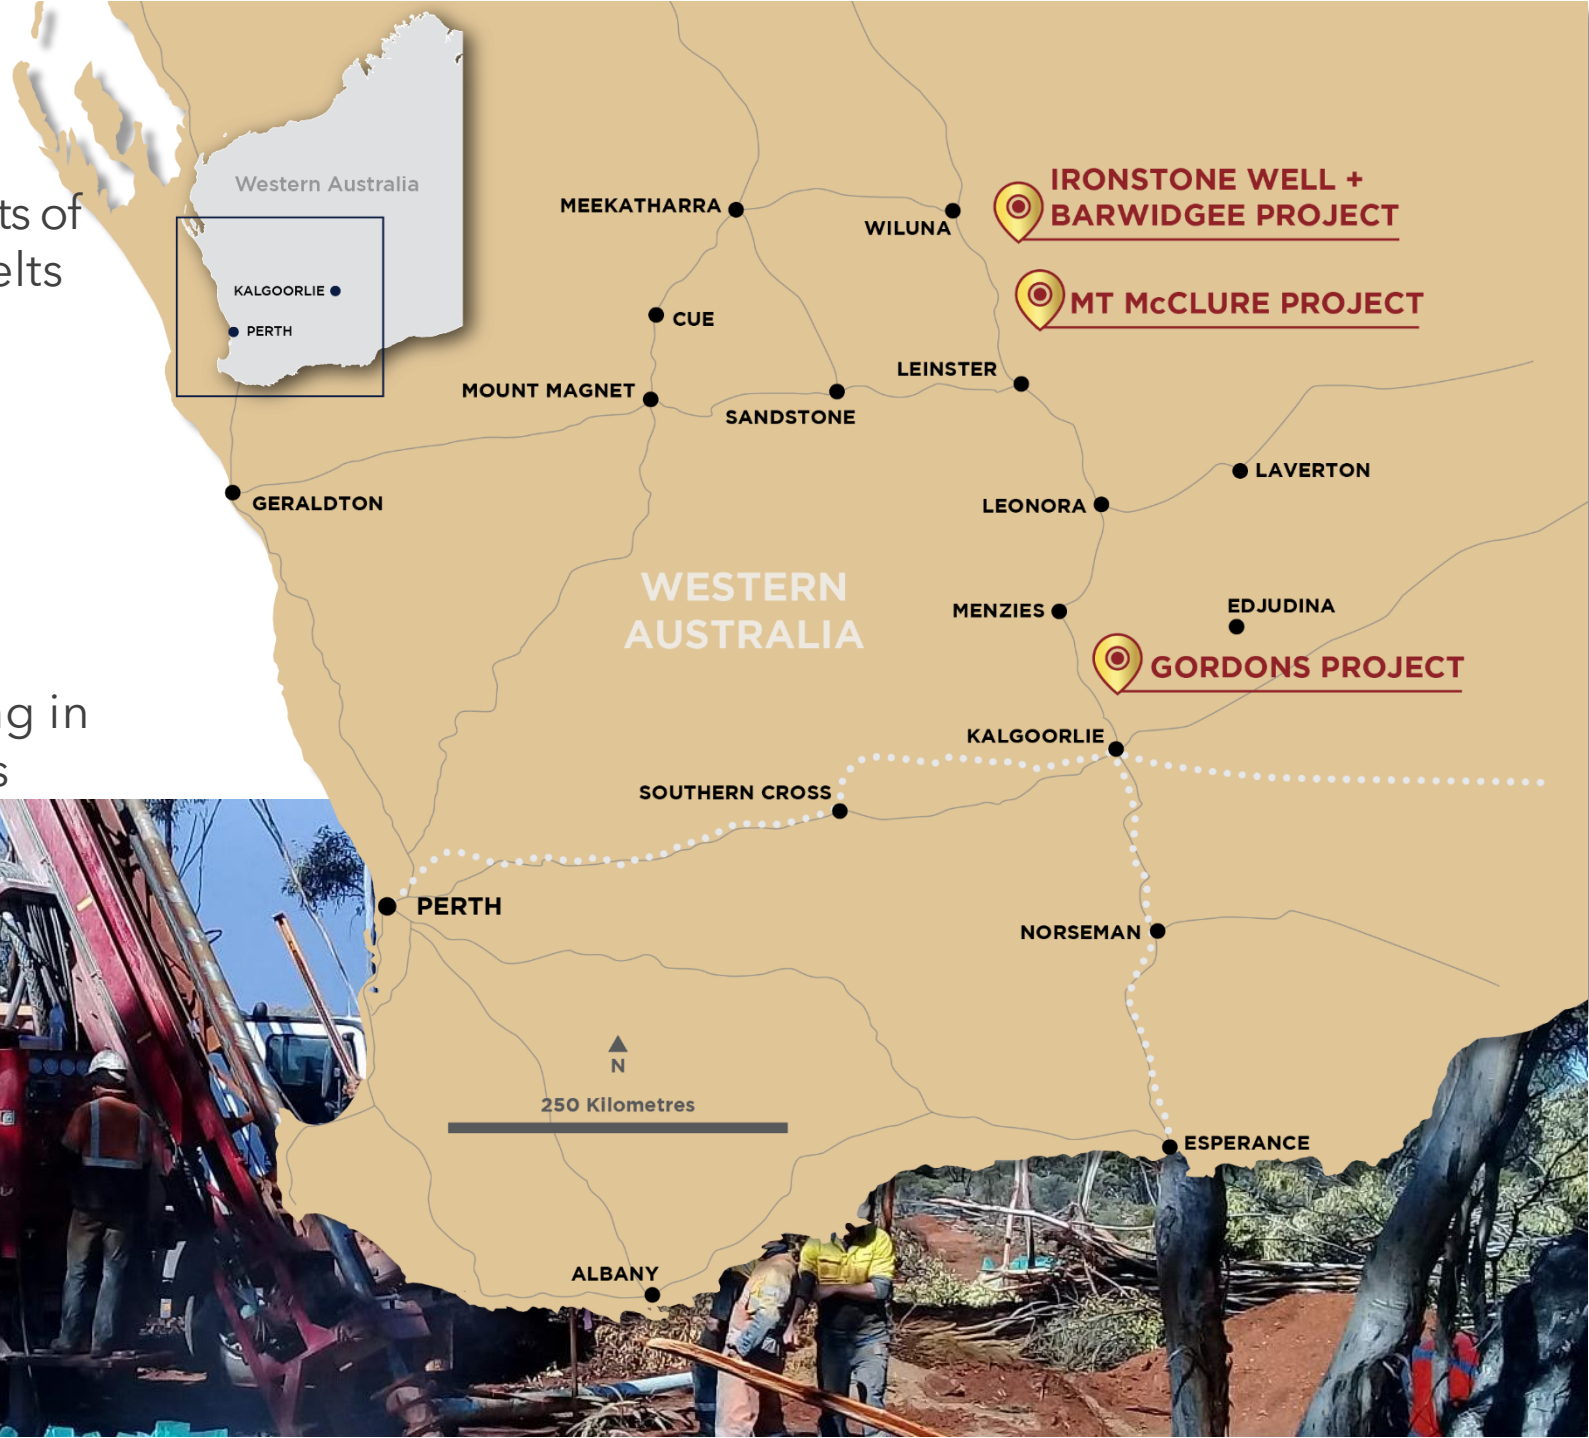 ts of
elts
g in
s
Western Australia
KALGOORLIE
PERTH
IRONSTONE WELL +
BARWIDGEE PROJECT
MEEKATHARRA
WILUNA
MT McCLURE PROJECT
CUE
LEINSTER
MOUNT MAGNET
SANDSTONE
LAVERTON
GERALDTON
LEONORA
WESTERN
AUSTRALIA
MENZIES
EDJUDINA
GORDONS PROJECT
KALGOORLIE
SOUTHERN CROSS
PERTH
NORSEMAN
N
250 Kilometres
ESPERANCE
ALBANY